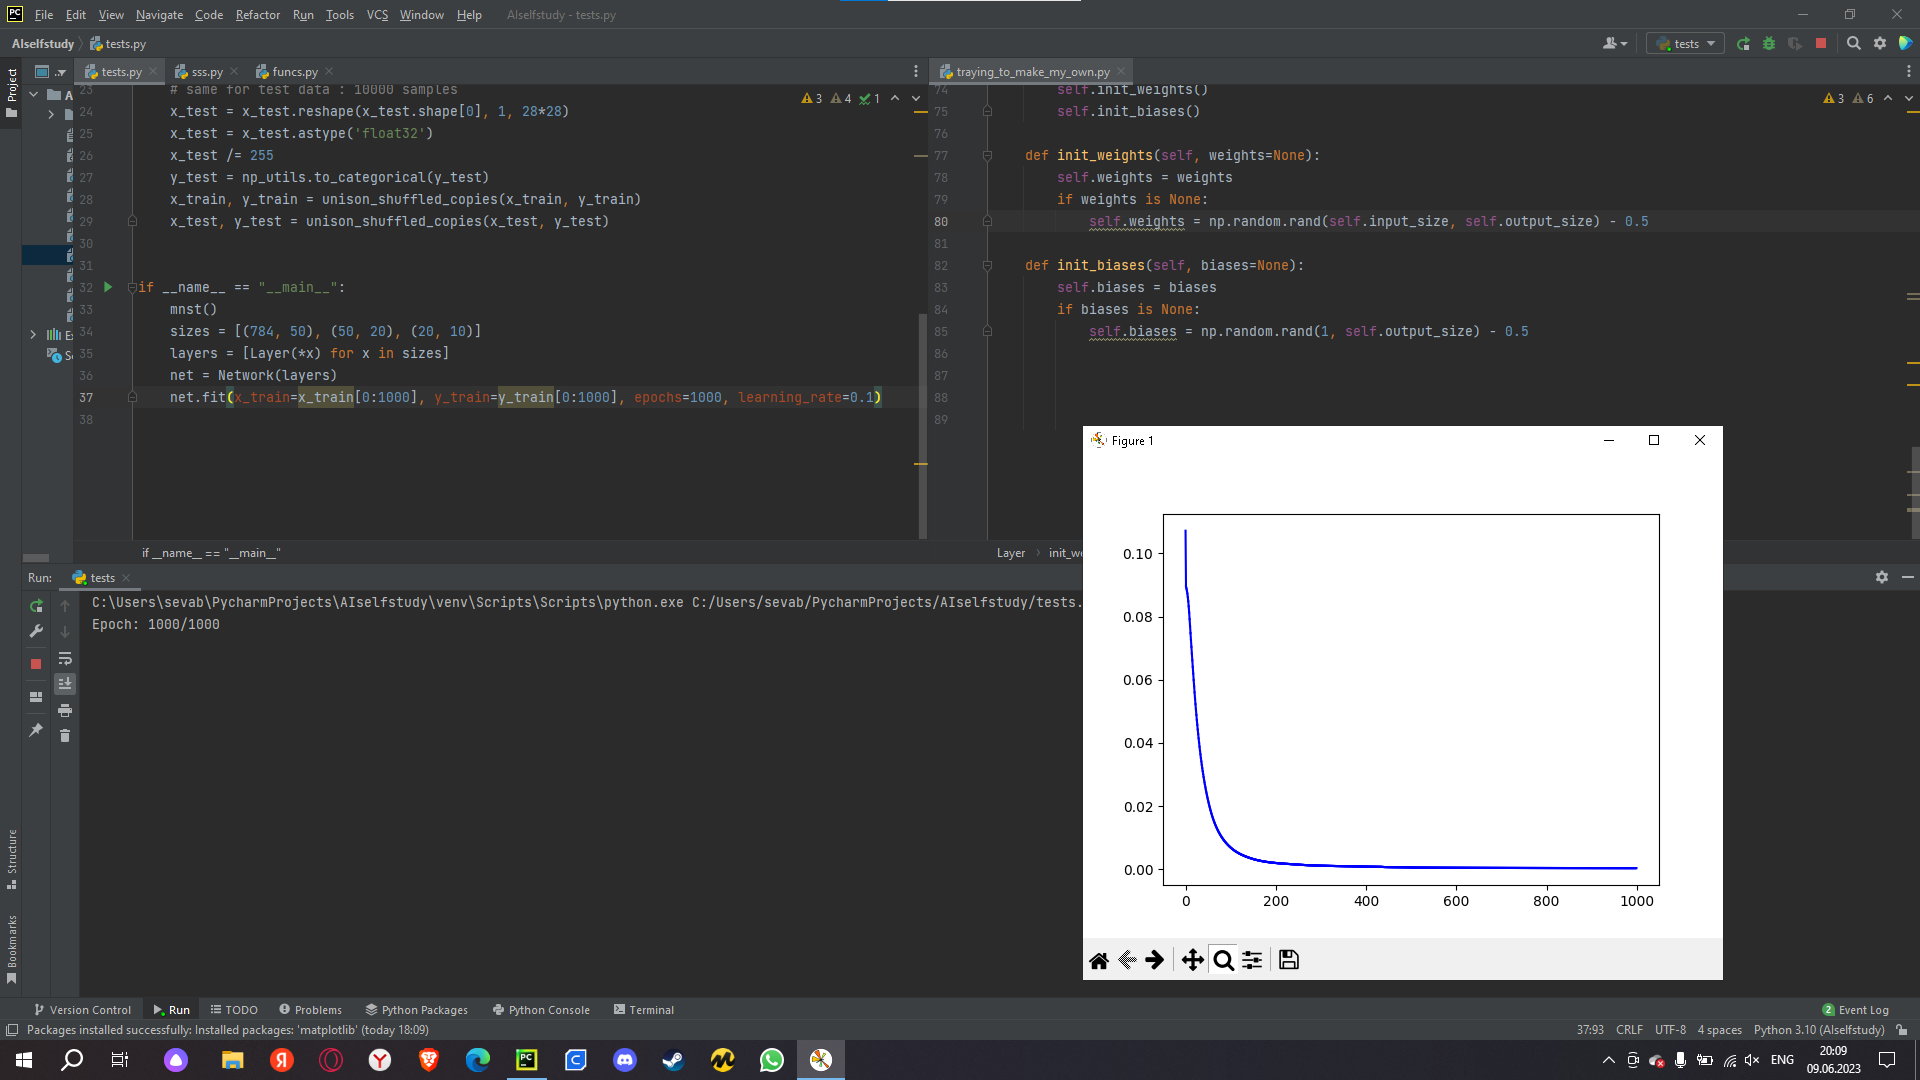 File Edit View Navigate Code Refactor Run Tools VCS Window Help AIselfstudy - tests.py
AIselfstudy tests.py
tests
Project
tests.py sss.py funcs.py
traying_to_make_my_own.py
3 4 1
3 6
23 # same for test data : 10000 samples
24 x_test = x_test.reshape(x_test.shape[0], 1, 28*28)
25 x_test = x_test.astype('float32')
26 x_test /= 255
27 y_test = np_utils.to_categorical(y_test)
28 x_train, y_train = unison_shuffled_copies(x_train, y_train)
29 x_test, y_test = unison_shuffled_copies(x_test, y_test)
30
31
32 if __name__ == "__main__":
33 mnst()
34 sizes = [(784, 50), (50, 20), (20, 10)]
35 layers = [Layer(*x) for x in sizes]
36 net = Network(layers)
37 net.fit(x_train=x_train[0:1000], y_train=y_train[0:1000], epochs=1000, learning_rate=0.1)
38
if __name__ == "__main__"
74 self.init_weights()
75 self.init_biases()
76
77 def init_weights(self, weights=None):
78 self.weights = weights
79 if weights is None:
80 self.weights = np.random.rand(self.input_size, self.output_size) - 0.5
81
82 def init_biases(self, biases=None):
83 self.biases = biases
84 if biases is None:
85 self.biases = np.random.rand(1, self.output_size) - 0.5
86
87
88
89
Layer init_we
Run: tests
C:\Users\sevab\PycharmProjects\AIselfstudy\venv\Scripts\Scripts\python.exe C:/Users/sevab/PycharmProjects/AIselfstudy/tests.
Epoch: 1000/1000
Figure 1
0.10
0.08
0.06
0.04
0.02
0.00
0 200 400 600 800 1000
Structure
Bookmarks
Version Control Run TODO Problems Python Packages Python Console Terminal
2 Event Log
Packages installed successfully: Installed packages: 'matplotlib' (today 18:09)
37:93 CRLF UTF-8 4 spaces Python 3.10 (AIselfstudy)
ENG
20:09
09.06.2023